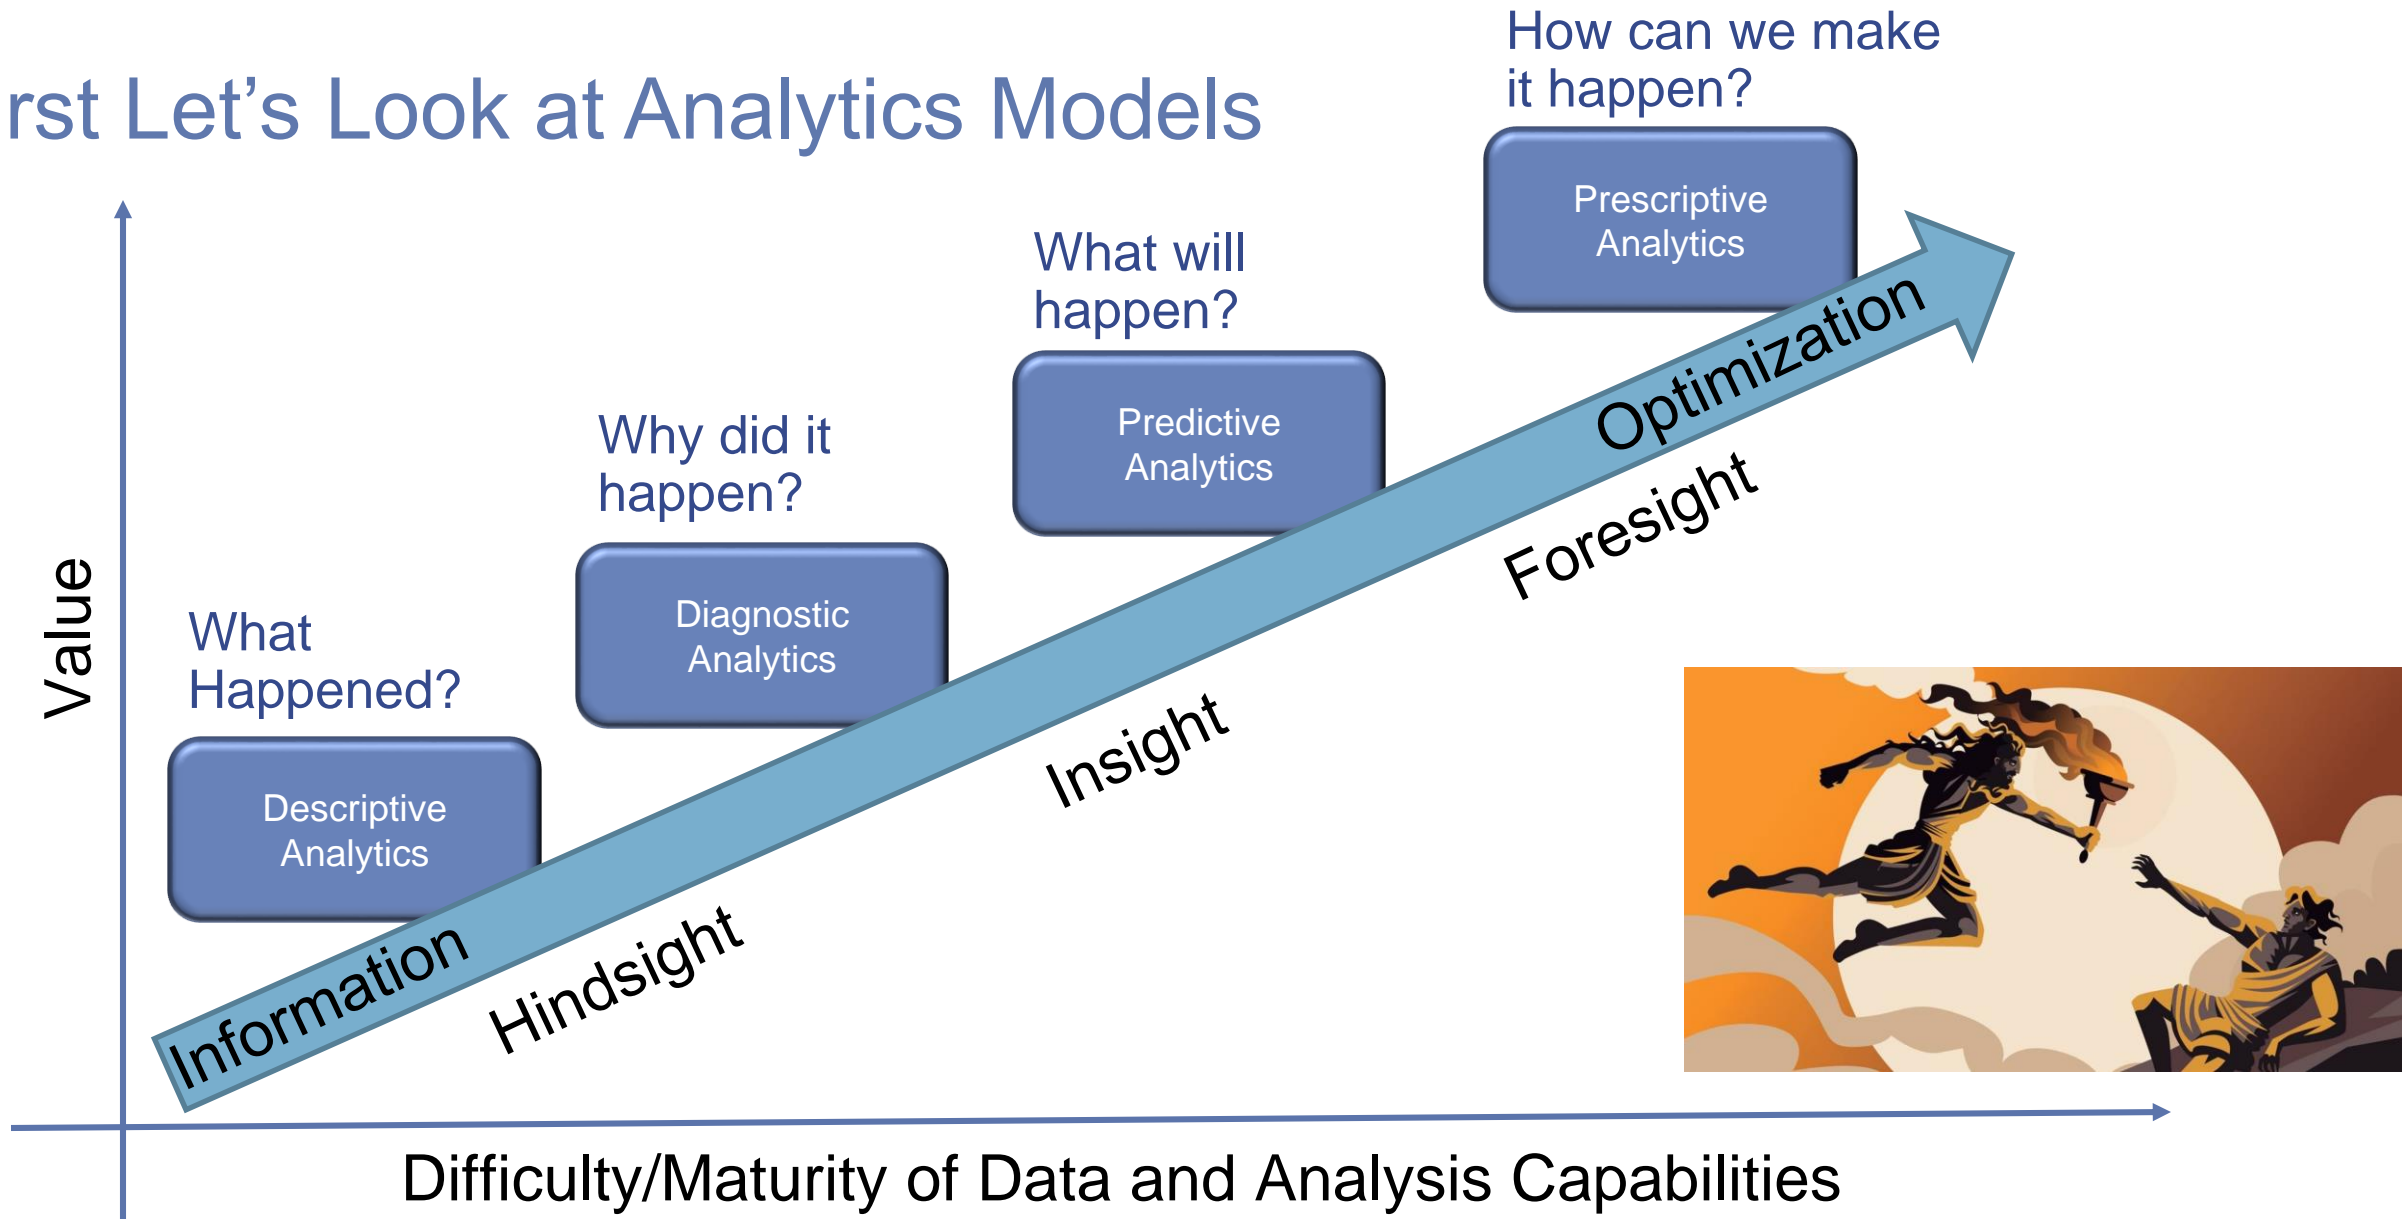 rst Let's Look at Analytics Models
How can we make
it happen?
Prescriptive
Analytics
What will
happen?
Predictive
Analytics
Why did it
happen?
Diagnostic
Analytics
What
Happened?
Descriptive
Analytics
Value
Information
Optimization
Hindsight
Insight
Foresight
Difficulty/Maturity of Data and Analysis Capabilities